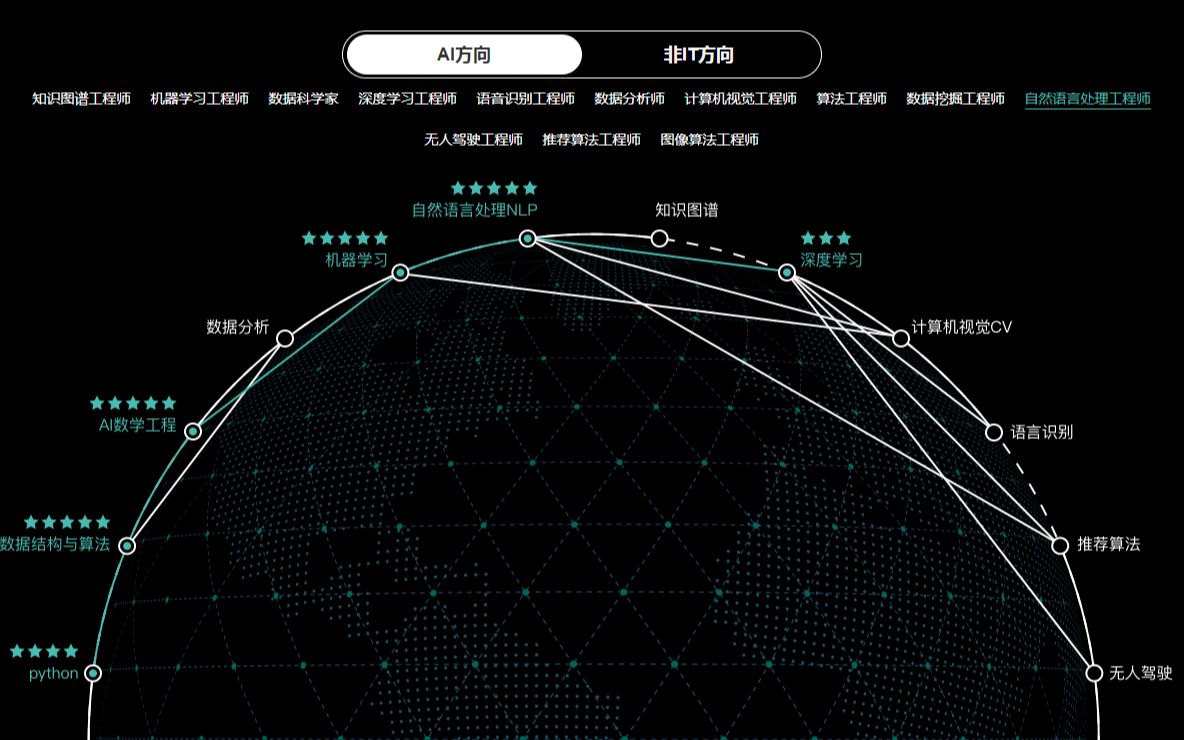 AI方向 非IT方向
知识图谱工程师 机器学习工程师 数据科学家 深度学习工程师 语音识别工程师 数据分析师 计算机视觉工程师 算法工程师 数据挖掘工程师 自然语言处理工程师
无人驾驶工程师 推荐算法工程师 图像算法工程师
自然语言处理NLP
知识图谱
机器学习
深度学习
数据分析
计算机视觉CV
AI数学工程
语言识别
数据结构与算法
推荐算法
python
无人驾驶